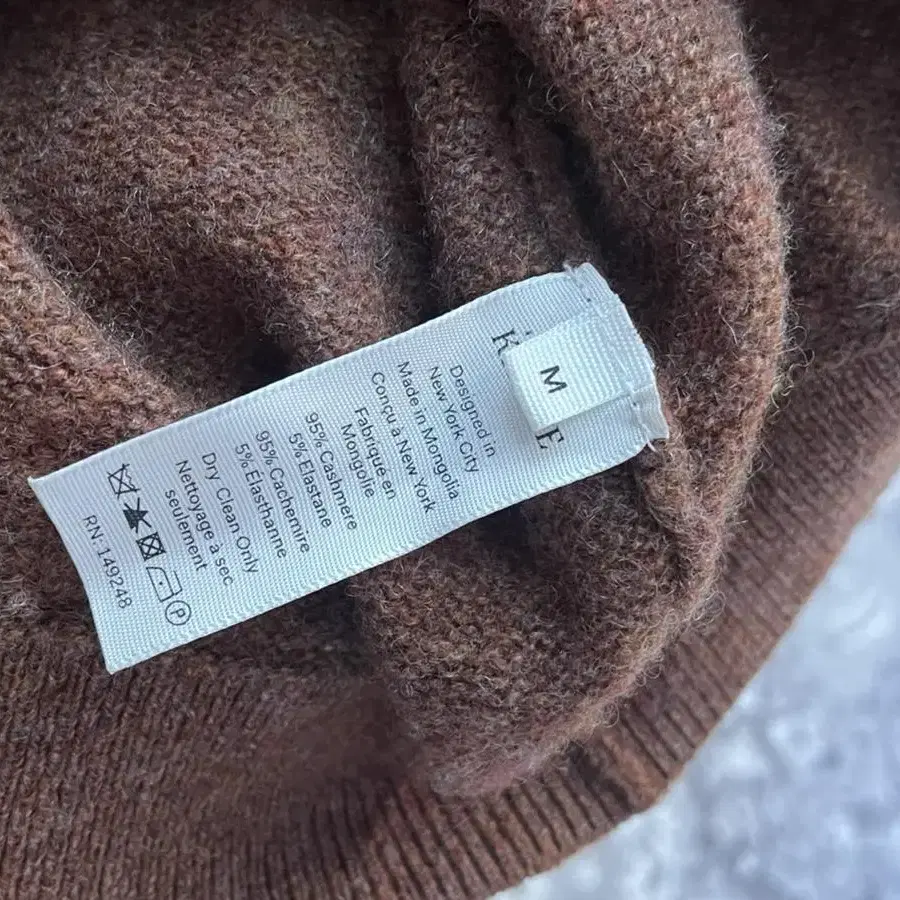 M
Designed in
New York City
Made in Mongolia
Conçu à New York
Fabriqué en
Mongolie
95% Cashmere
5% Elastane
95% Cachemire
5% Élasthanne
Dry Clean Only
Nettoyage à sec
seulement
P
RN: 149248